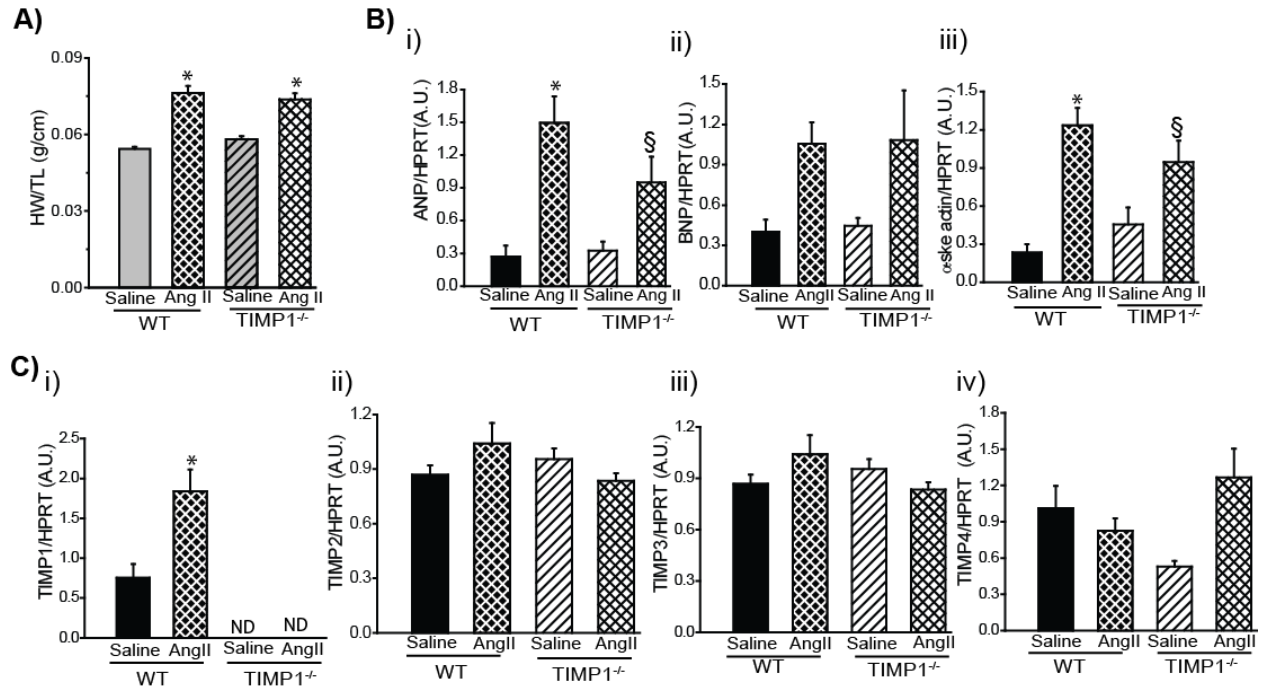 A)
HW/TL (g/cm)
0.09
0.06
0.03
0.00
*
*
Saline Ang II Saline Ang II
WT TIMP1-/-
B)
i)
ANP/HPRT(A.U.)
1.8
1.5
1.2
0.9
0.6
0.3
0.0
*
§
Saline Ang II Saline Ang II
WT TIMP1-/-
ii)
BNP/HPRT(A.U.)
1.5
1.2
0.9
0.6
0.3
0.0
Saline AngII Saline Ang II
WT TIMP1-/-
iii)
α-ske actin/HPRT (A.U.)
1.5
1.2
0.9
0.6
0.3
0.0
*
§
Saline Ang II Saline Ang II
WT TIMP1-/-
C)
i)
TIMP1/HPRT (A.U.)
2.5
2.0
1.5
1.0
0.5
0.0
*
ND ND
Saline AngII Saline AngII
WT TIMP1-/-
ii)
TIMP2/HPRT (A.U.)
1.2
0.9
0.6
0.3
0.0
Saline AngII Saline AngII
WT TIMP1-/-
iii)
TIMP3/HPRT (A.U.)
1.2
0.9
0.6
0.3
0.0
Saline AngII Saline AngII
WT TIMP1-/-
iv)
TIMP4/HPRT (A.U.)
1.8
1.5
1.2
0.9
0.6
0.3
0.0
Saline AngII Saline AngII
WT TIMP1-/-